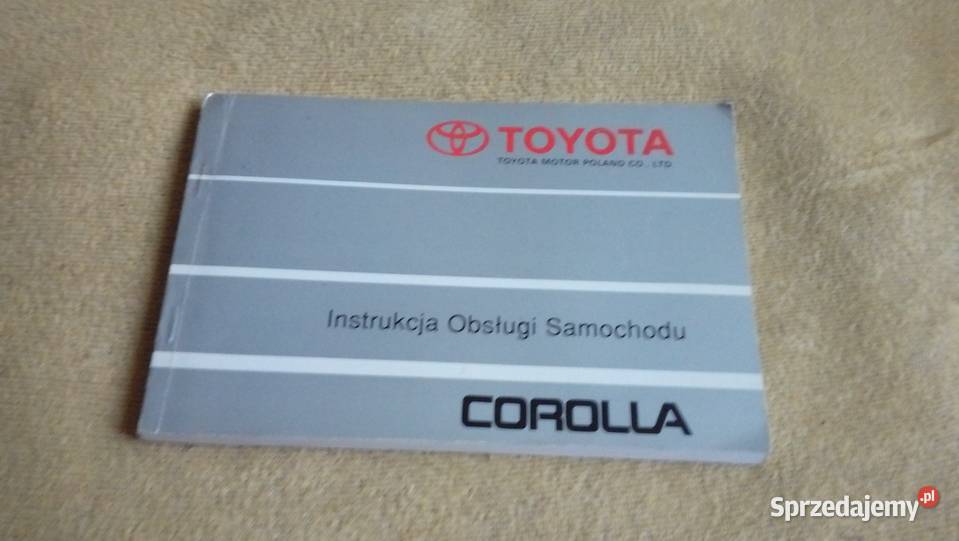 TOYOTA
TOYOTA MOTOR POLAND CO., LTD
Instrukcja Obsługi Samochodu
COROLLA
Sprzedajemy.pl